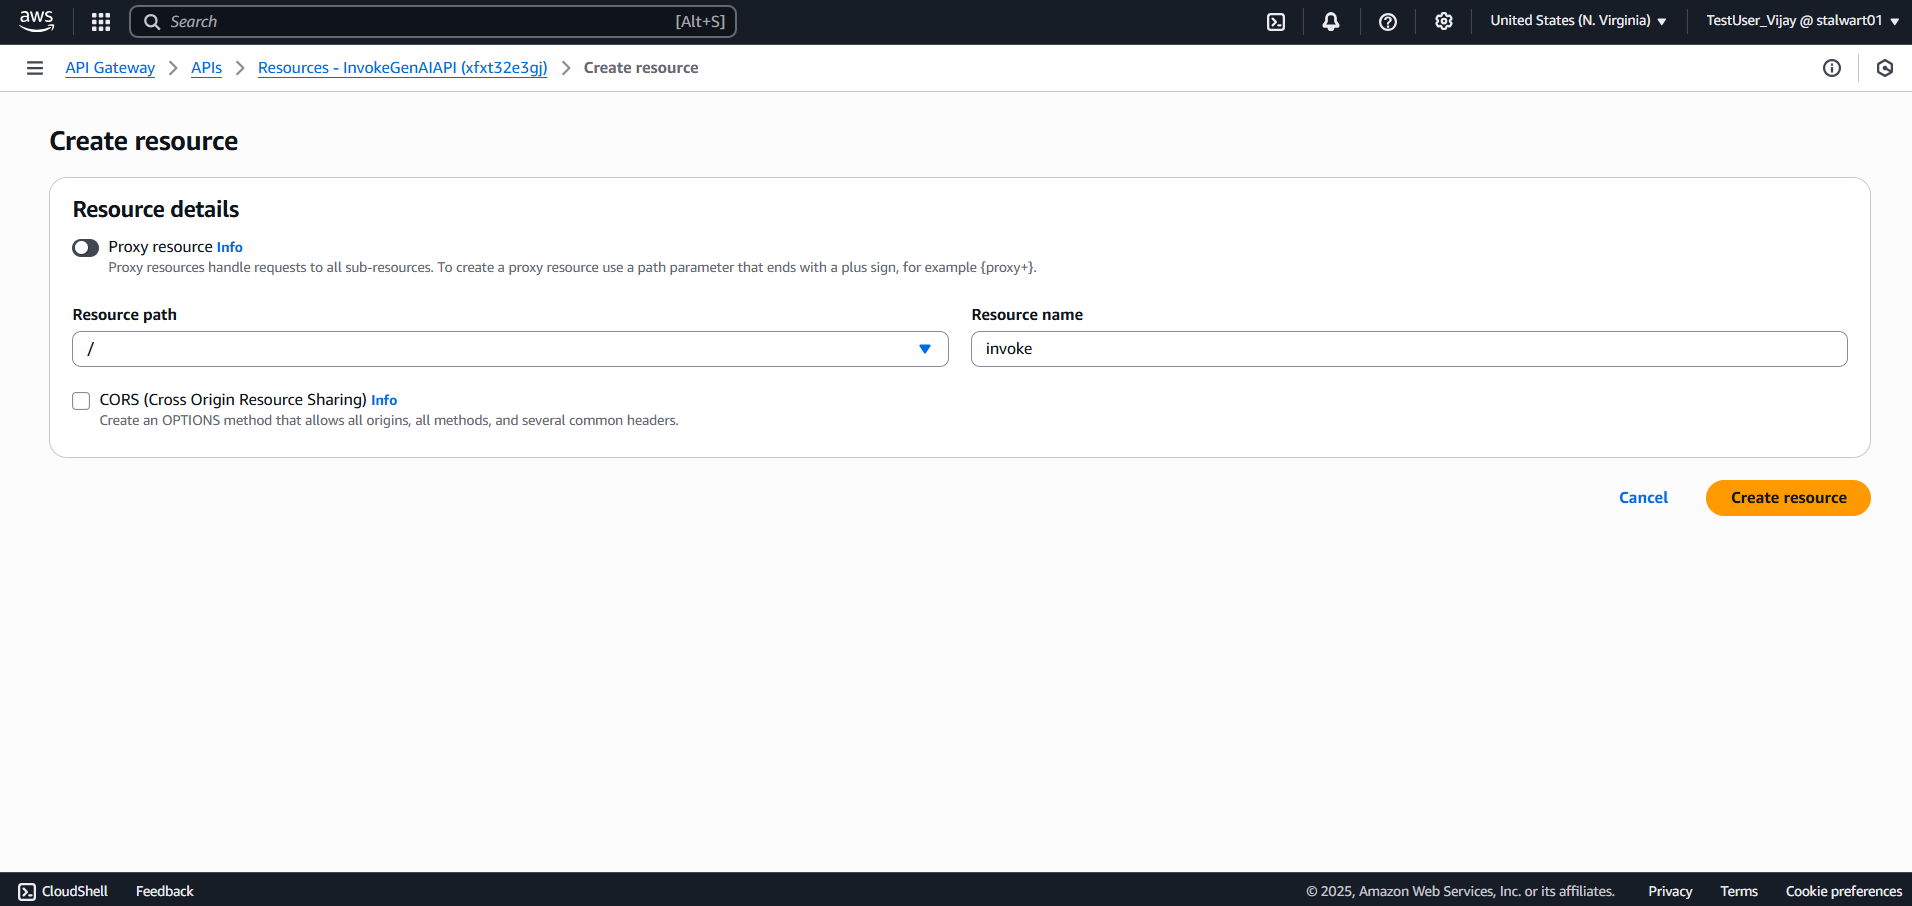 aws Search [Alt+S] United States (N. Virginia) TestUser_Vijay @ stalwart01
API Gateway APIs Resources - InvokeGenAIAPI (xfxt32e3gj) Create resource
Create resource
Resource details
Proxy resource Info
Proxy resources handle requests to all sub-resources. To create a proxy resource use a path parameter that ends with a plus sign, for example {proxy+}.
Resource path Resource name
/ invoke
CORS (Cross Origin Resource Sharing) Info
Create an OPTIONS method that allows all origins, all methods, and several common headers.
Cancel Create resource
CloudShell Feedback © 2025, Amazon Web Services, Inc. or its affiliates. Privacy Terms Cookie preferences